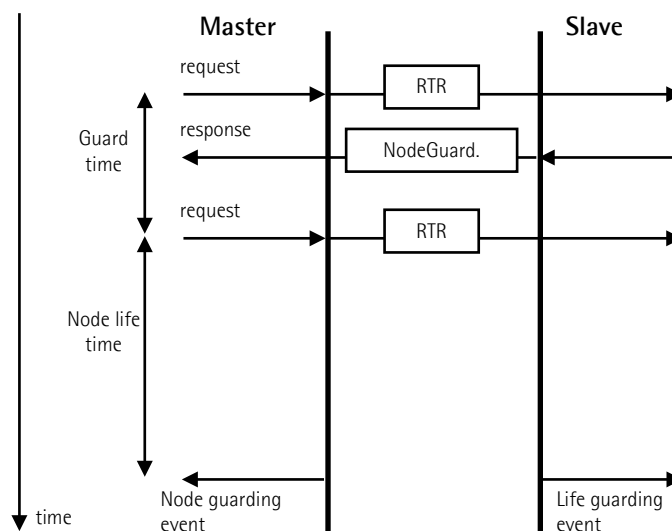 Master
Slave
request
RTR
response
Guard
time
NodeGuard.
request
RTR
Node life
time
Node guarding
event
Life guarding
event
time